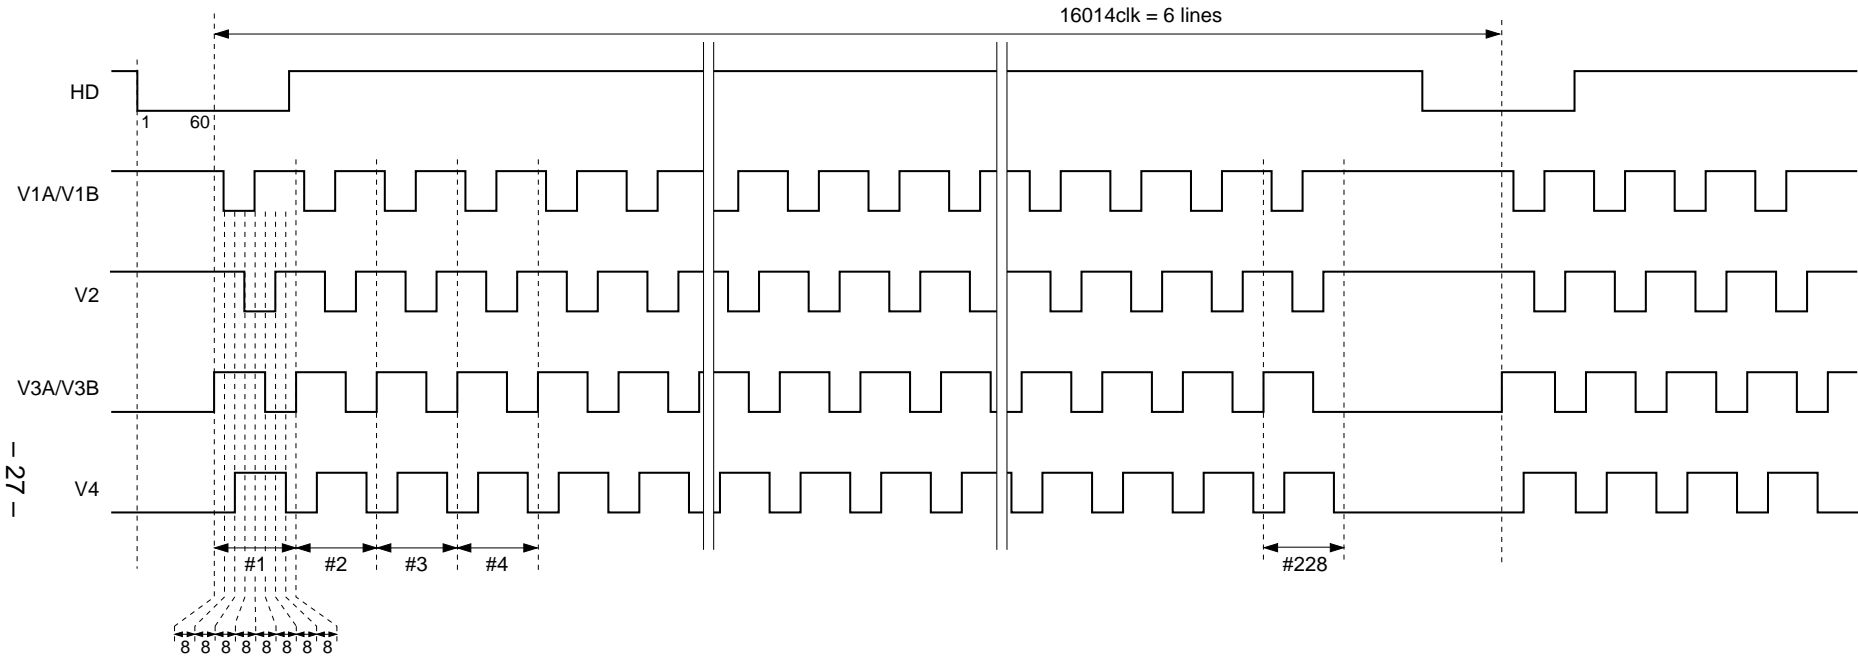 16014clk = 6 lines
HD
1 60
V1A/V1B
V2
V3A/V3B
V4
#1 #2 #3 #4 #228
8 8 8 8 8 8 8 8
– 27 –